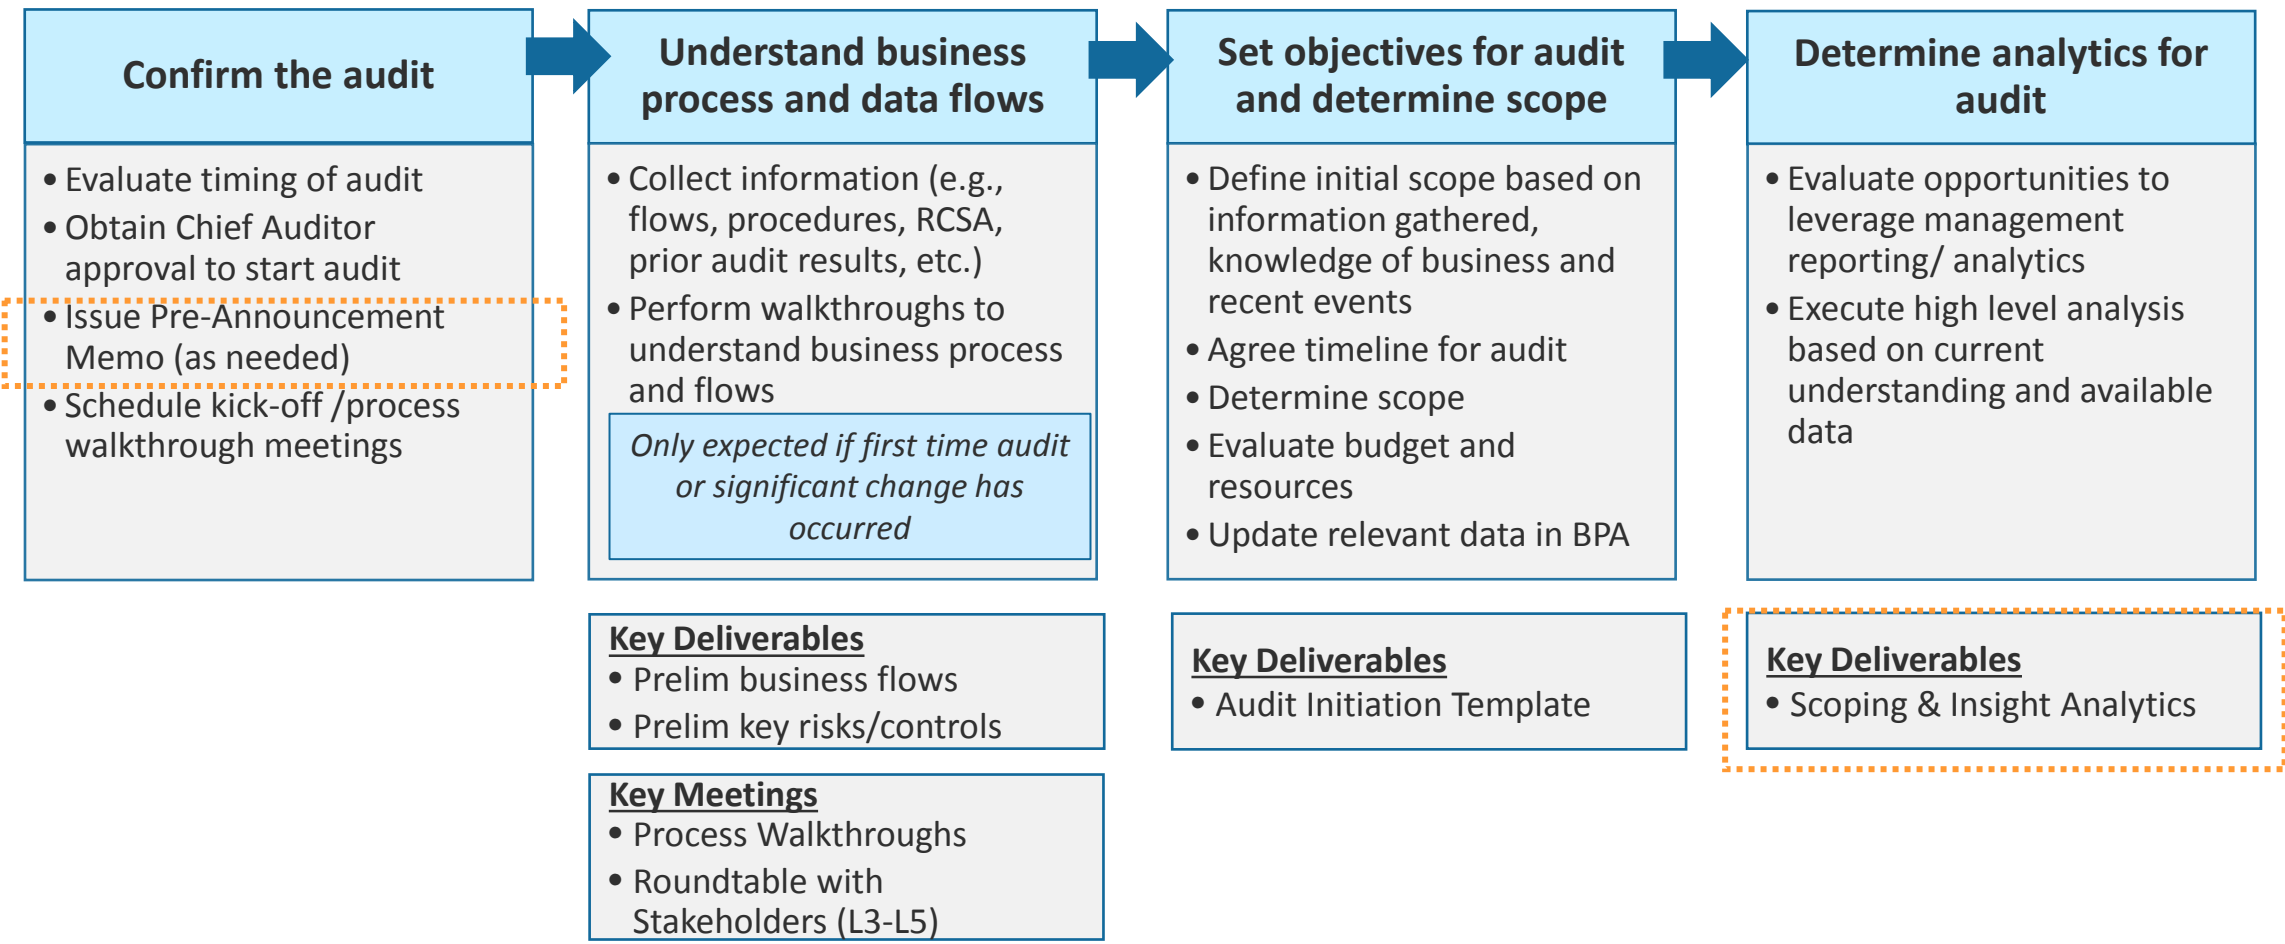 Confirm the audit
• Evaluate timing of audit
• Obtain Chief Auditor
approval to start audit
• Issue Pre-Announcement
Memo (as needed)
• Schedule kick-off /process
walkthrough meetings
Understand business
process and data flows
• Collect information (e.g.,
flows, procedures, RCSA,
prior audit results, etc.)
• Perform walkthroughs to
understand business process
and flows
Only expected if first time audit
or significant change has
occurred
Key Deliverables
• Prelim business flows
• Prelim key risks/controls
Key Meetings
• Process Walkthroughs
• Roundtable with
Stakeholders (L3-L5)
Set objectives for audit
and determine scope
• Define initial scope based on
information gathered,
knowledge of business and
recent events
• Agree timeline for audit
• Determine scope
• Evaluate budget and
resources
• Update relevant data in BPA
Key Deliverables
• Audit Initiation Template
Determine analytics for
audit
• Evaluate opportunities to
leverage management
reporting/ analytics
• Execute high level analysis
based on current
understanding and available
data
Key Deliverables
• Scoping & Insight Analytics